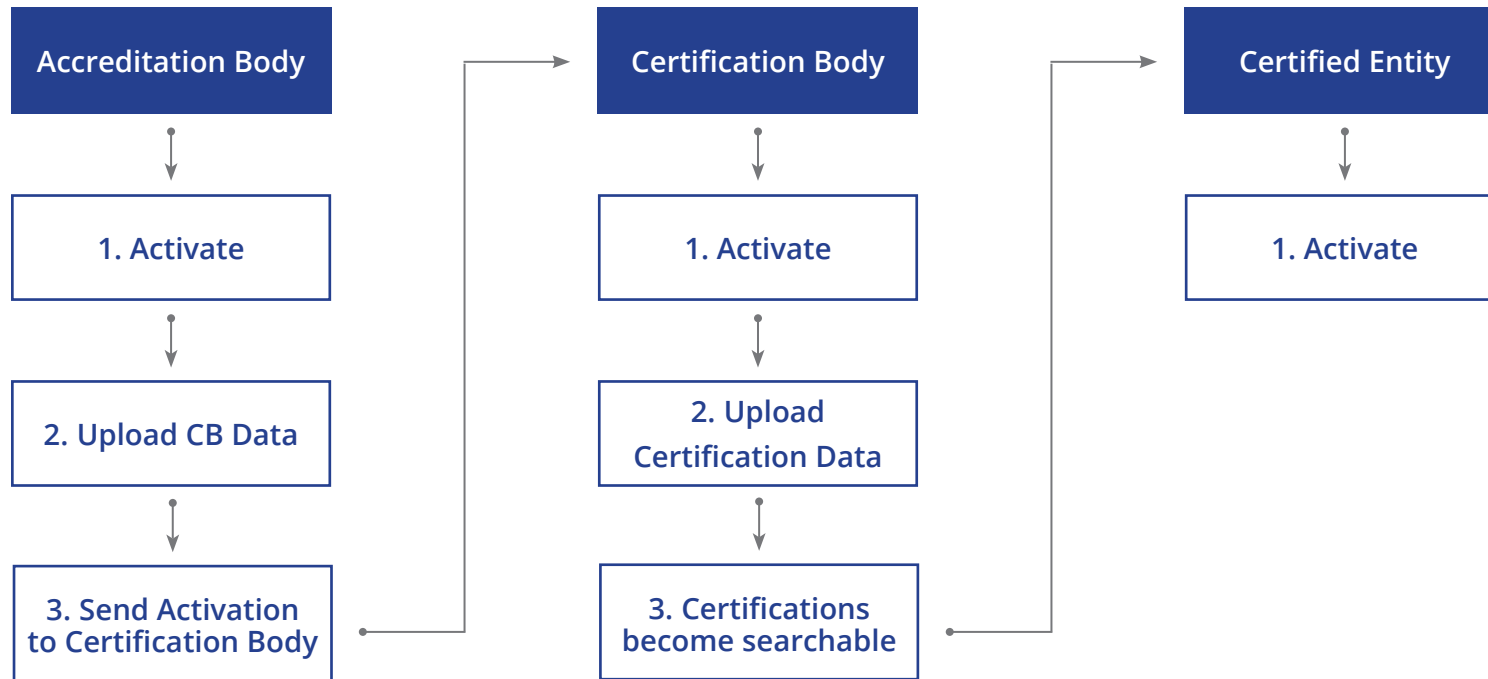 Accreditation Body
1. Activate
2. Upload CB Data
3. Send Activation
to Certification Body
Certification Body
1. Activate
2. Upload
Certification Data
3. Certifications
become searchable
Certified Entity
1. Activate